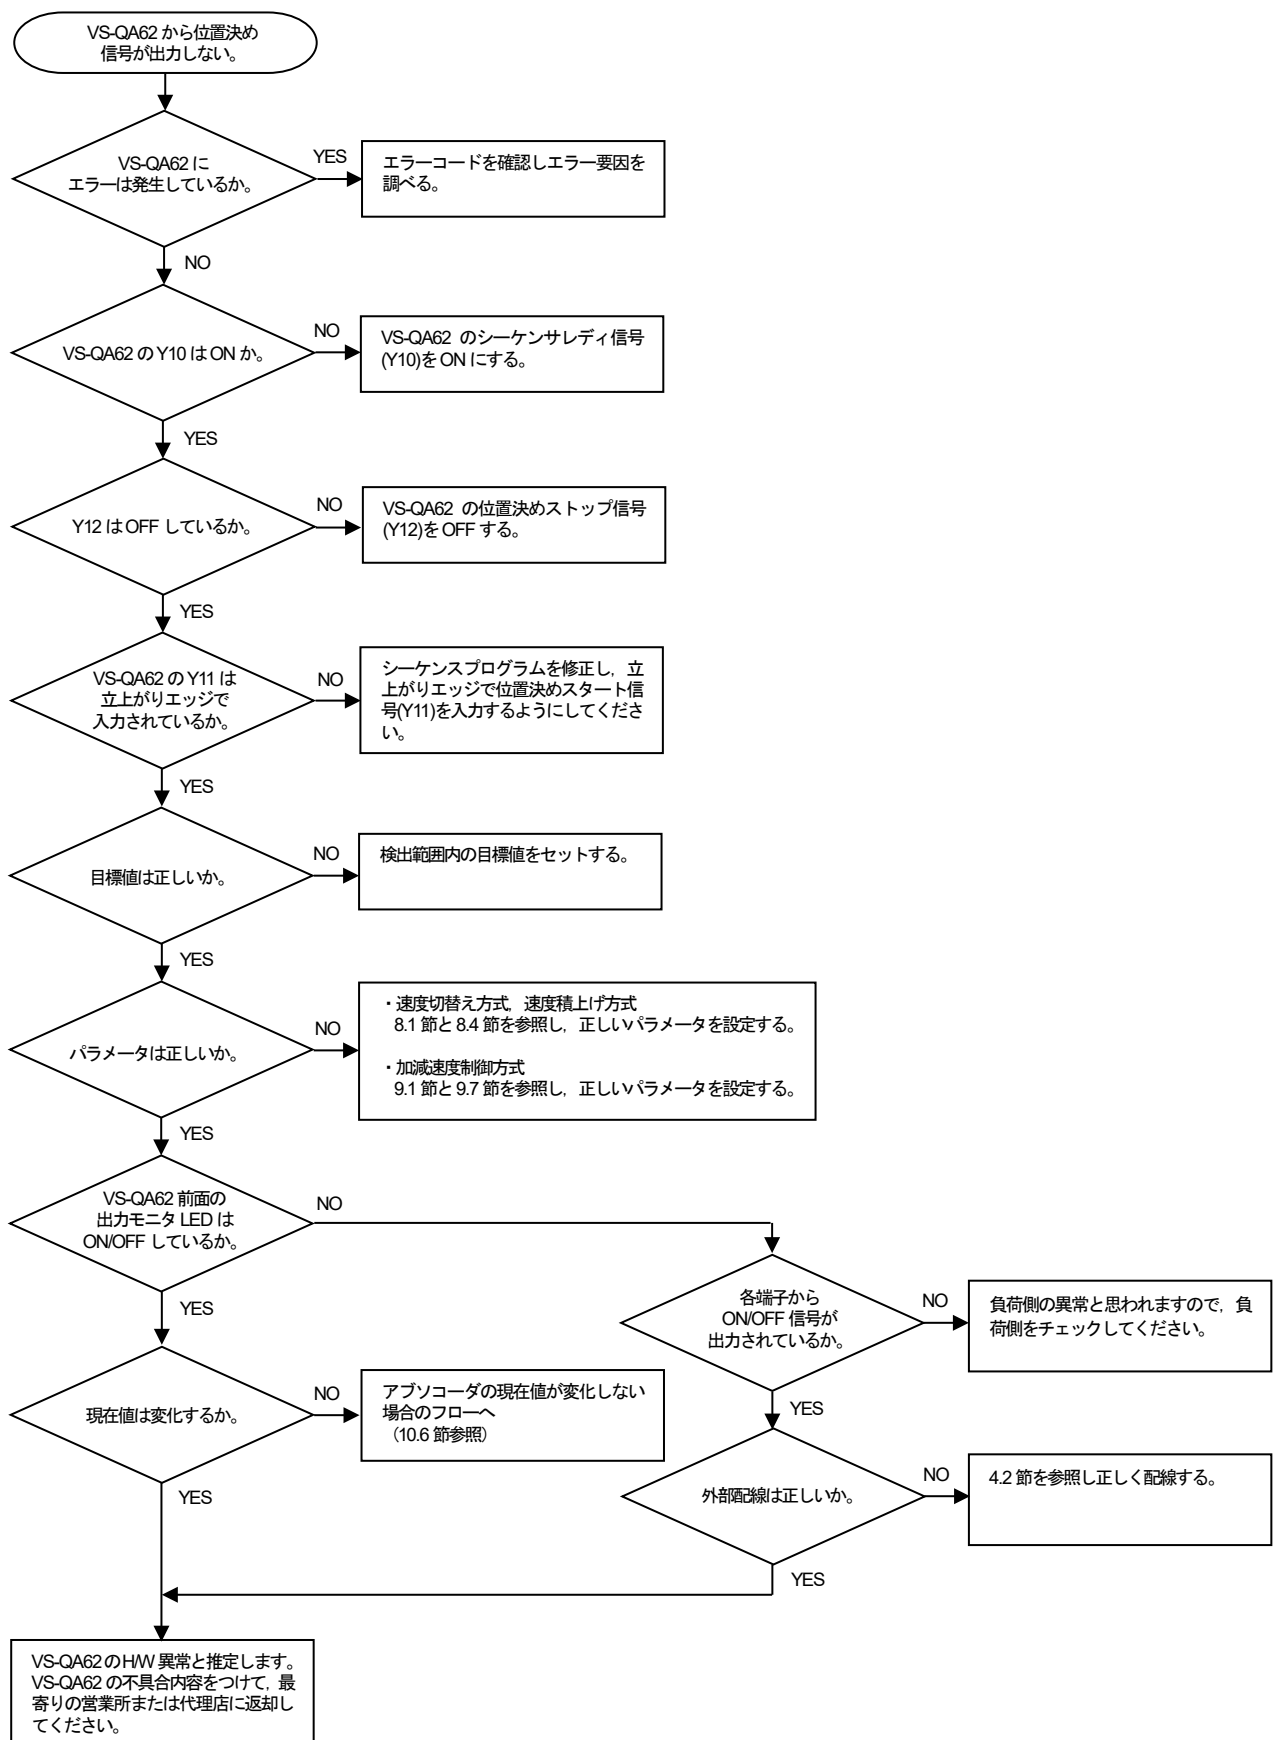 VS-QA62 から位置決め
信号が出力しない。
VS-QA62 に
エラーは発生しているか。
YES
エラーコードを確認しエラー要因を
調べる。
NO
VS-QA62 の Y10 は ON か。
NO
VS-QA62 のシーケンサレディ信号
(Y10)を ON にする。
YES
Y12 は OFF しているか。
NO
VS-QA62 の位置決めストップ信号
(Y12)を OFF する。
YES
VS-QA62 の Y11 は
立上がりエッジで
入力されているか。
NO
シーケンスプログラムを修正し，立
上がりエッジで位置決めスタート信
号(Y11)を入力するようにしてくださ
い。
YES
目標値は正しいか。
NO
検出範囲内の目標値をセットする。
YES
パラメータは正しいか。
NO
・速度切替え方式，速度積上げ方式
8.1 節と 8.4 節を参照し，正しいパラメータを設定する。
・加減速度制御方式
9.1 節と 9.7 節を参照し，正しいパラメータを設定する。
YES
VS-QA62 前面の
出力モニタ LED は
ON/OFF しているか。
NO
各端子から
ON/OFF 信号が
出力されているか。
NO
負荷側の異常と思われますので，負
荷側をチェックしてください。
YES
現在値は変化するか。
NO
アブソコーダの現在値が変化しない
場合のフローへ
（10.6 節参照）
YES
外部配線は正しいか。
NO
4.2 節を参照し正しく配線する。
YES
YES
VS-QA62 の H/W 異常と推定します。
VS-QA62 の不具合内容をつけて，最
寄りの営業所または代理店に返却し
てください。